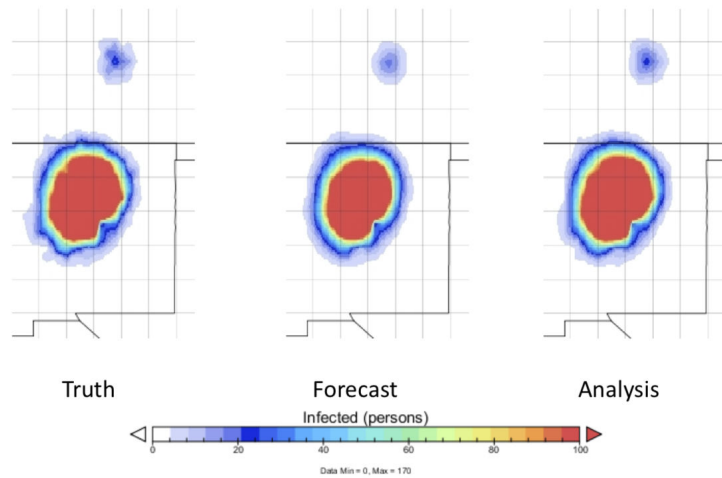 Truth Forecast Analysis
Infected (persons)
0 20 40 60 80 100
Data Min = 0, Max = 170